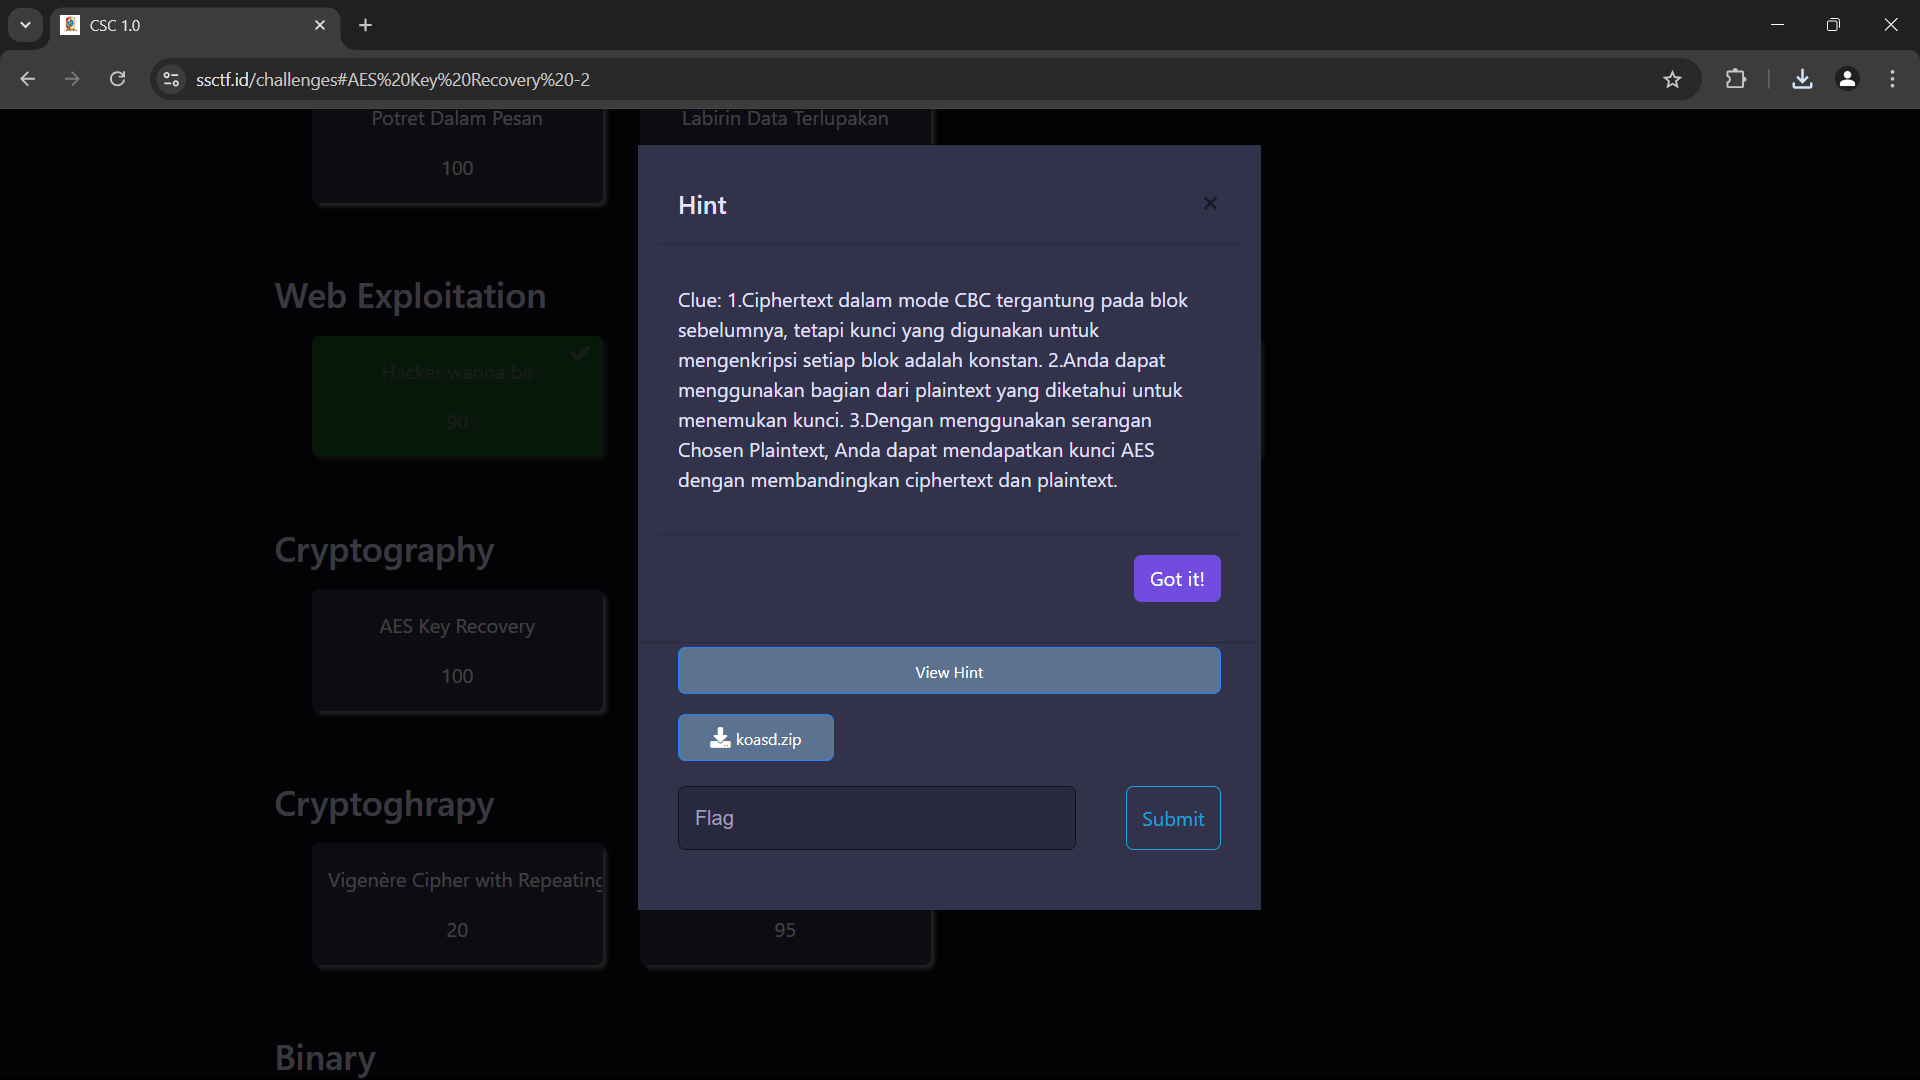 CSC 1.0
ssctf.id/challenges#AES%20Key%20Recovery%20-2
Potret Dalam Pesan
100
Labirin Data Terlupakan
Hint
Clue: 1.Ciphertext dalam mode CBC tergantung pada blok
sebelumnya, tetapi kunci yang digunakan untuk
mengenkripsi setiap blok adalah konstan. 2.Anda dapat
menggunakan bagian dari plaintext yang diketahui untuk
menemukan kunci. 3.Dengan menggunakan serangan
Chosen Plaintext, Anda dapat mendapatkan kunci AES
dengan membandingkan ciphertext dan plaintext.
Got it!
View Hint
koasd.zip
Flag
Submit
Web Exploitation
Hacker wanna be
90
Cryptography
AES Key Recovery
100
Cryptoghrapy
Vigenère Cipher with Repeating
20
95
Binary